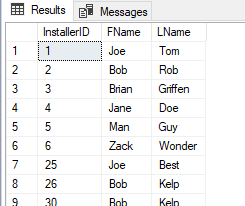 Results Messages
InstallerID FName LName
1 1 Joe Tom
2 2 Bob Rob
3 3 Brian Griffen
4 4 Jane Doe
5 5 Man Guy
6 6 Zack Wonder
7 25 Joe Best
8 26 Bob Kelp
9 30 Bob Kelp